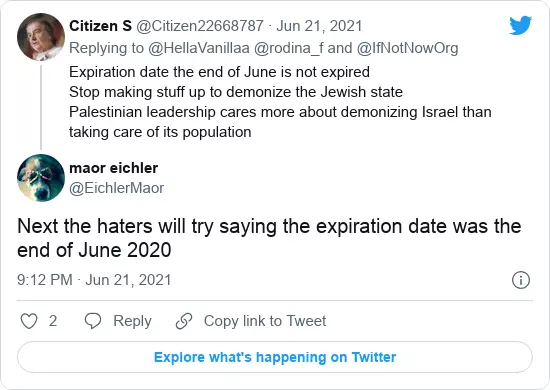 Citizen S @Citizen22668787 · Jun 21, 2021
Replying to @HellaVanillaa @rodina_f and @IfNotNowOrg
Expiration date the end of June is not expired
Stop making stuff up to demonize the Jewish state
Palestinian leadership cares more about demonizing Israel than
taking care of its population
maor eichler
@EichlerMaor
Next the haters will try saying the expiration date was the
end of June 2020
9:12 PM · Jun 21, 2021
2 Reply Copy link to Tweet
Explore what's happening on Twitter